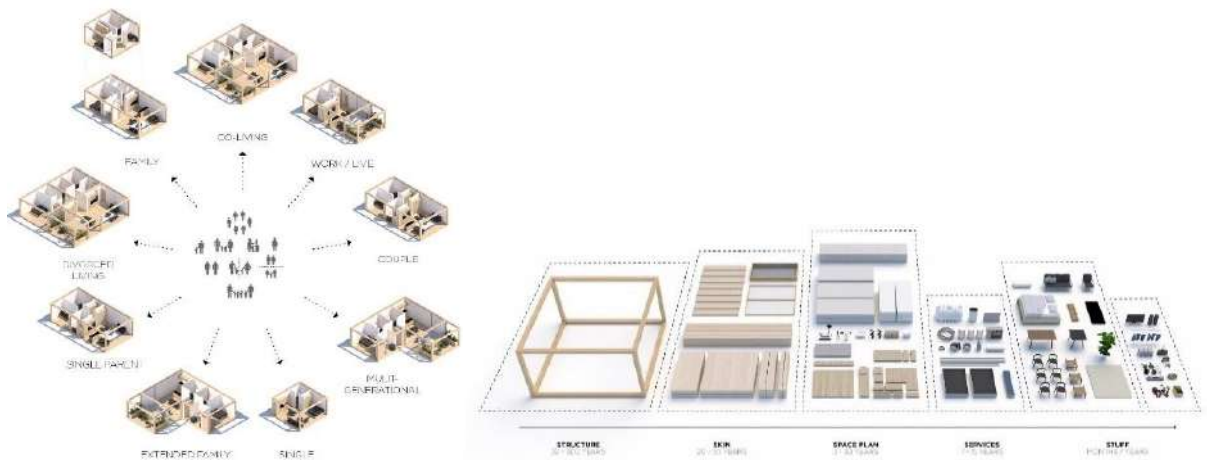 CO-LIVING
FAMILY
WORK / LIVE
DIVORCED
LIVING
COUPLE
SINGLE PARENT
MULIT-
GENERATIONAL
EXTENDED FAMILY
SINGLE
STRUCTURE
SKIN
SPACE PLAN
SERVICES
STUFF